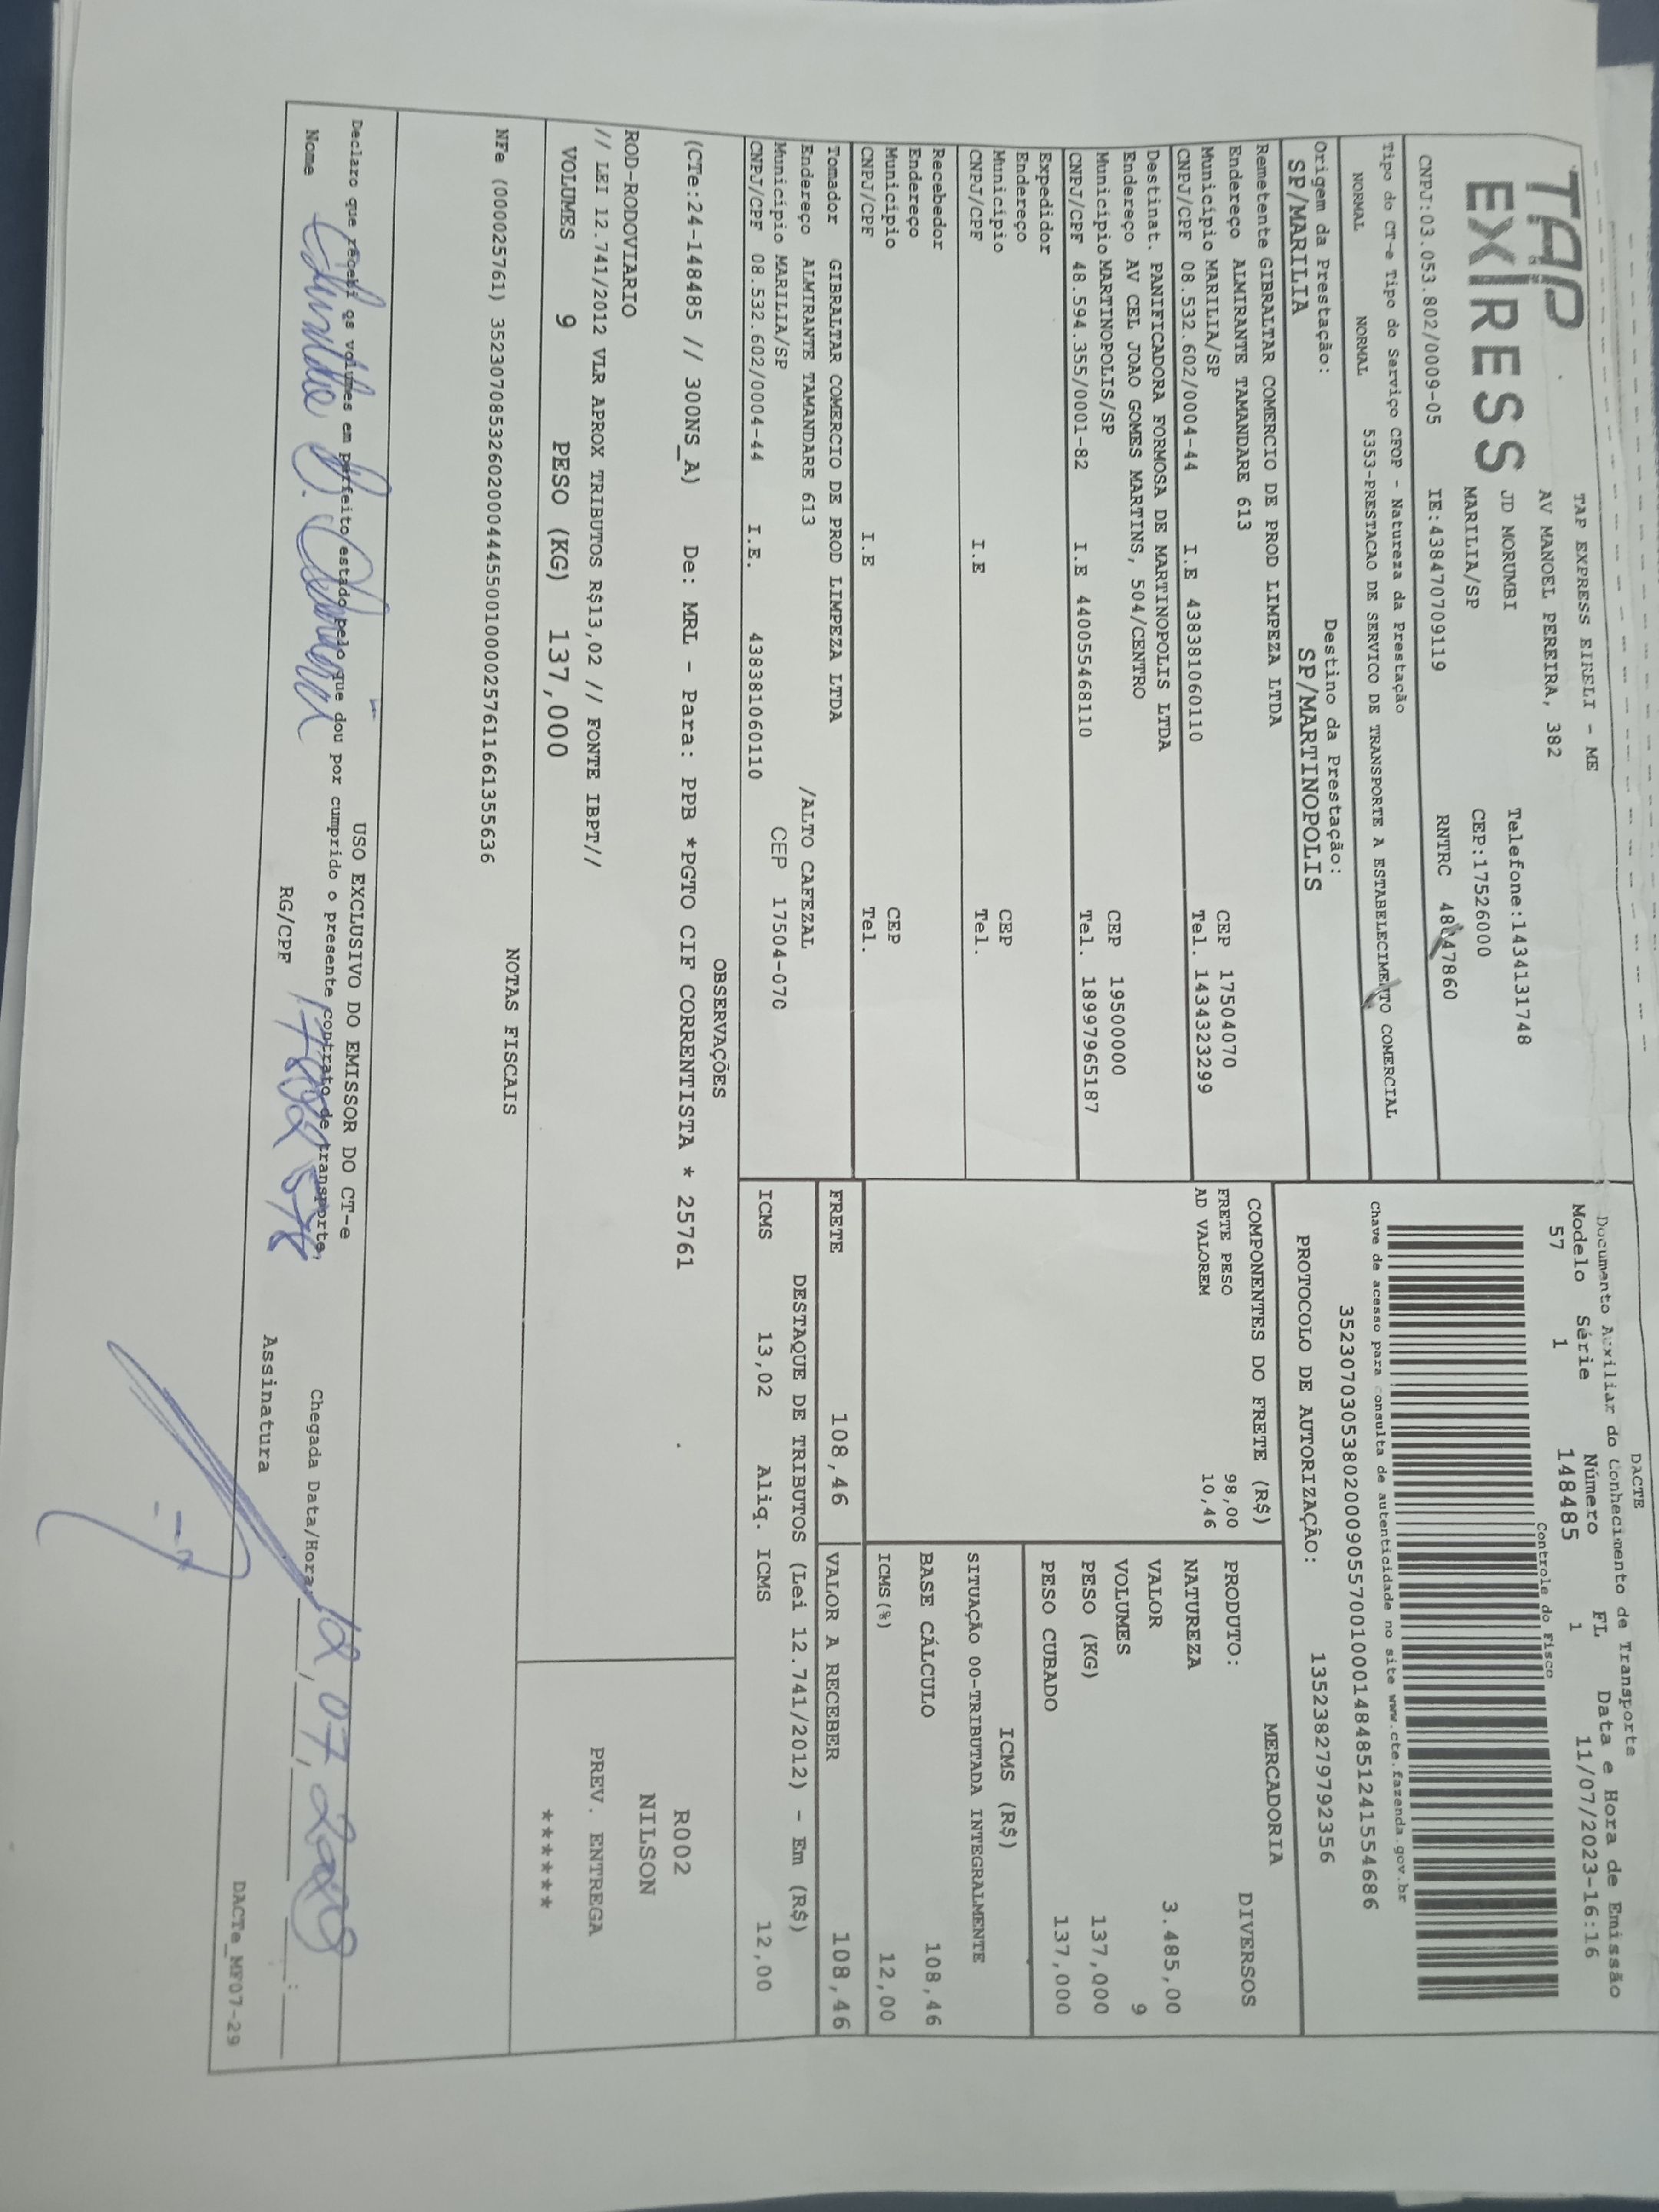 TAP
EXPRESS
TAP EXPRESS EIRELI - ME
AV MANOEL PEREIRA, 382
JD MORUMBI Telefone:1434131748
MARILIA/SP CEP:17526000
CNPJ:03.053.802/0009-05 IE:438470709119 RNTRC
Tipo do CT-e Tipo do Serviço CFOP - Natureza da Prestação
NORMAL NORMAL 5353-PRESTACAO DE SERVICO DE TRANSPORTE A ESTABELECIMENTO COMERCIAL
Origem da Prestação: Destino da Prestação:
SP/MARILIA SP/MARTINOPOLIS
Remetente GIBRALTAR COMERCIO DE PROD LIMPEZA LTDA
Endereço ALMIRANTE TAMANDARE 613
Município MARILIA/SP CEP 17504070
CNPJ/CPF 08.532.602/0004-44 I.E 438381060110 Tel. 1434323299
Destinat. PANIFICADORA FORMOSA DE MARTINOPOLIS LTDA
Endereço AV CEL JOAO GOMES MARTINS, 504/CENTRO
Município MARTINOPOLIS/SP CEP 19500000
CNPJ/CPF 48.594.355/0001-82 I.E 440055468110 Tel. 18997965187
Expedidor
Endereço
Município CEP
CNPJ/CPF I.E Tel.
Recebedor
Endereço
Município CEP
CNPJ/CPF I.E Tel.
Tomador GIBRALTAR COMERCIO DE PROD LIMPEZA LTDA
Endereço ALMIRANTE TAMANDARE 613 /ALTO CAFEZAL
Município MARILIA/SP CEP 17504-070
CNPJ/CPF 08.532.602/0004-44 I.E. 438381060110
DACTE
Documento Auxiliar do Conhecimento de Transporte
Modelo Série Número FL Data e Hora de Emissão
57 1 148485 1 11/07/2023-16:16
Controle do Fisco
Chave de acesso para consulta de autenticidade no site www.cte.fazenda.gov.br
35230703053802000905570010001484851241554686
PROTOCOLO DE AUTORIZAÇÃO: 135238279792356
COMPONENTES DO FRETE (R$)
FRETE PESO 98,00
AD VALOREM 10,46
MERCADORIA
PRODUTO: DIVERSOS
NATUREZA
VALOR 3.485,00
VOLUMES 9
PESO (KG) 137,000
PESO CUBADO 137,000
ICMS (R$)
SITUAÇÃO 00-TRIBUTADA INTEGRALMENTE
BASE CÁLCULO 108,46
ICMS(%) 12,00
FRETE 108,46 VALOR A RECEBER 108,46
DESTAQUE DE TRIBUTOS (Lei 12.741/2012) - Em (R$)
ICMS 13,02 Aliq. ICMS 12,00
OBSERVAÇÕES
(CTe:24-148485 // 300NS_A) De: MRL - Para: PPB *PGTO CIF CORRENTISTA * 25761
ROD-RODOVIARIO
// LEI 12.741/2012 VLR APROX TRIBUTOS R$13,02 // FONTE IBPT//
VOLUMES 9 PESO (KG) 137,000
R002
NILSON
PREV. ENTREGA
*******
NOTAS FISCAIS
NFe (000025761) 35230708532602000444550010000257611661355636
USO EXCLUSIVO DO EMISSOR DO CT-e
Declaro que recebi os volumes em perfeito estado pelo que dou por cumprido o presente contrato de transporte,
Nome RG/CPF Assinatura Chegada Data/Hora 12,07,2023 :
DACTe_MF07-29